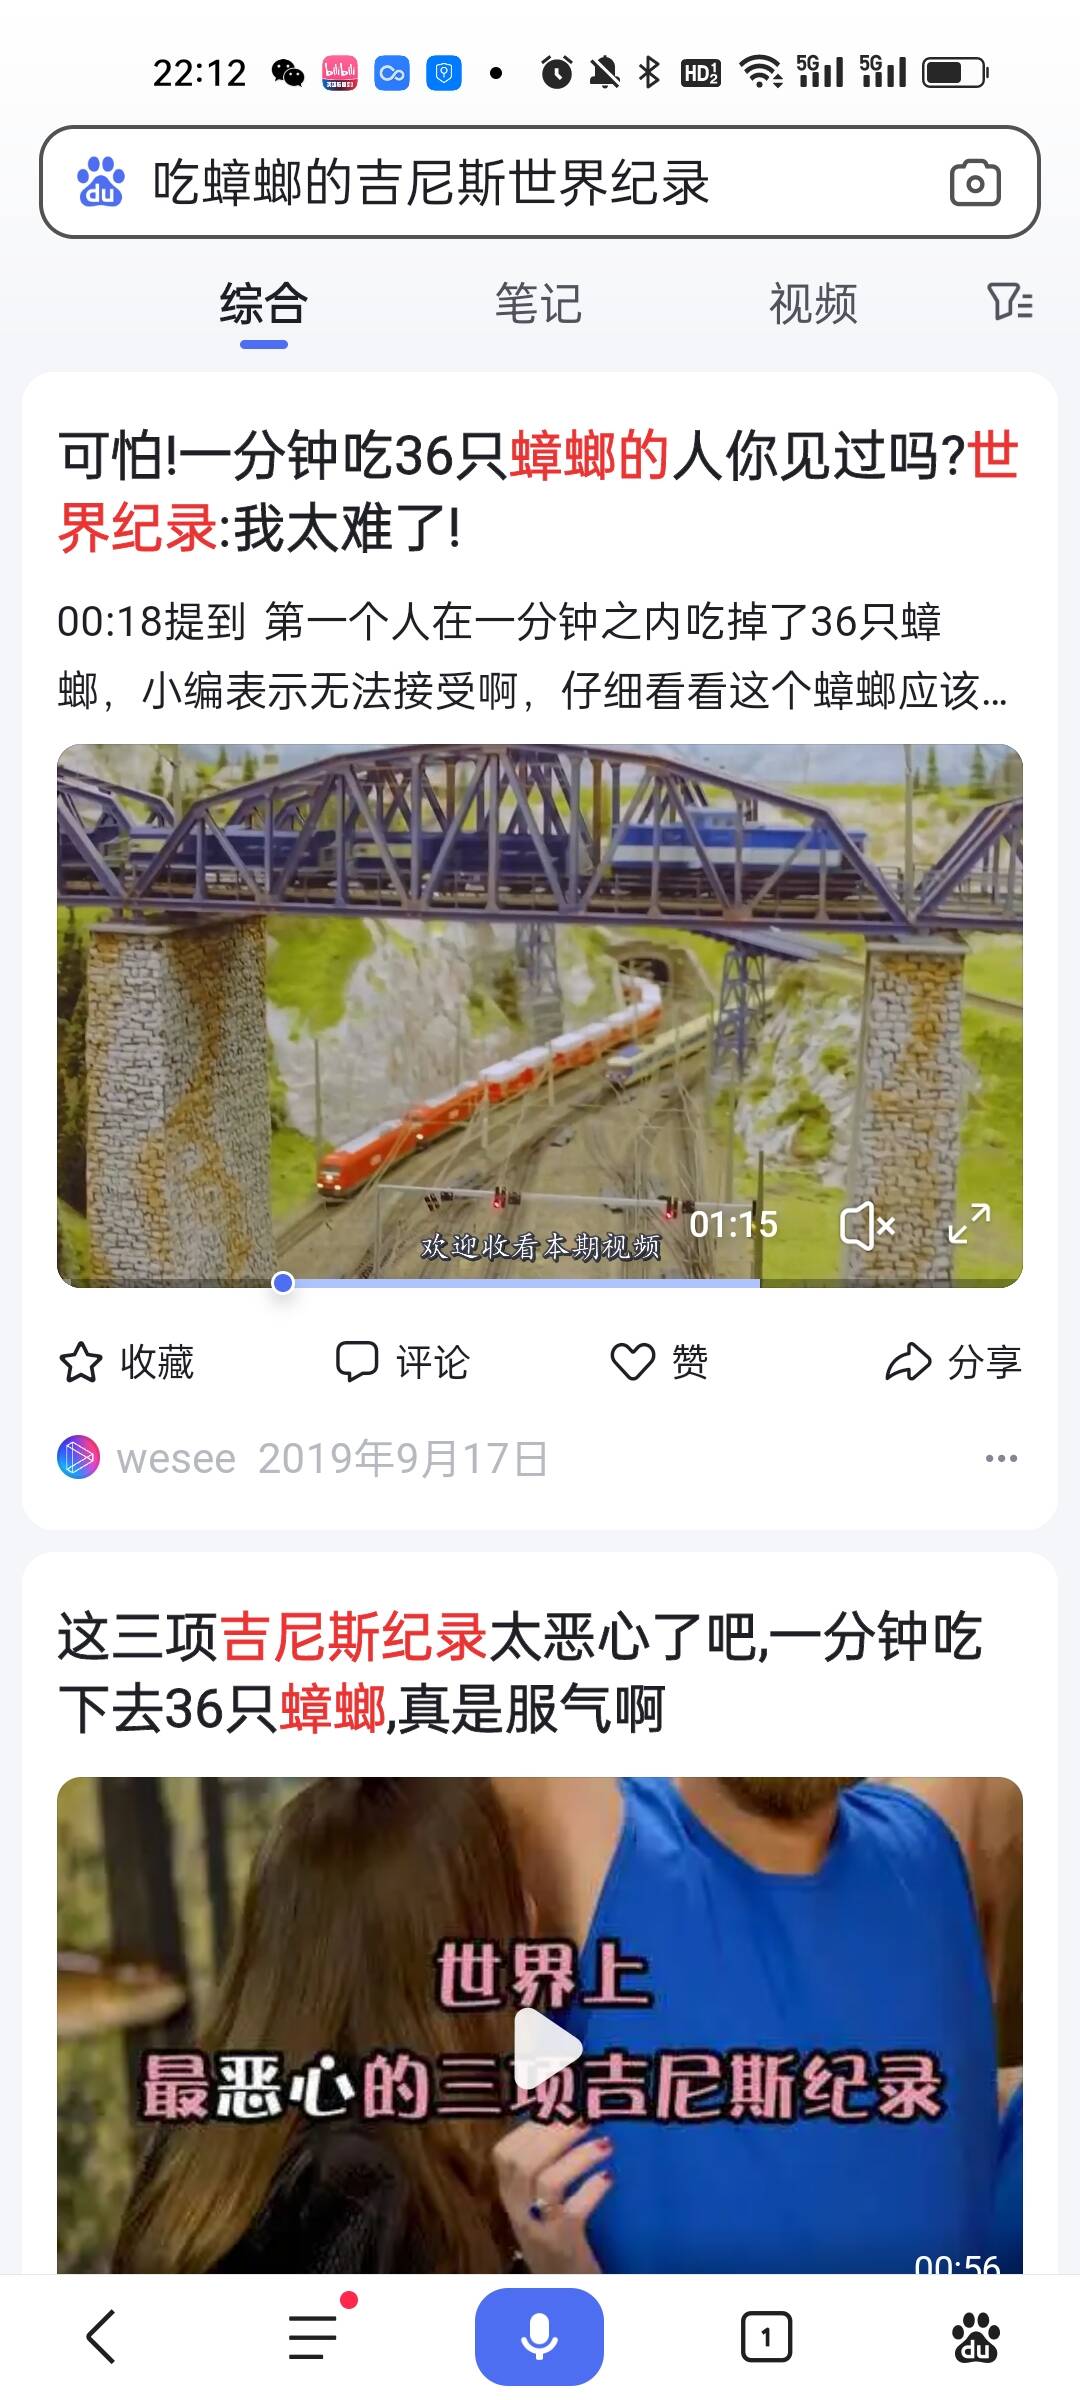 22:12
bilibili
HD 1 2
5G
5G
du
吃蟑螂的吉尼斯世界纪录
综合
笔记
视频
可怕!一分钟吃36只蟑螂的人你见过吗?世
界纪录:我太难了!
00:18提到 第一个人在一分钟之内吃掉了36只蟑
螂，小编表示无法接受啊，仔细看看这个蟑螂应该...
01:15
欢迎收看本期视频
收藏
评论
赞
分享
wesee 2019年9月17日
这三项吉尼斯纪录太恶心了吧,一分钟吃
下去36只蟑螂,真是服气啊
世界上
最恶心的三项吉尼斯纪录
00:56
1
du